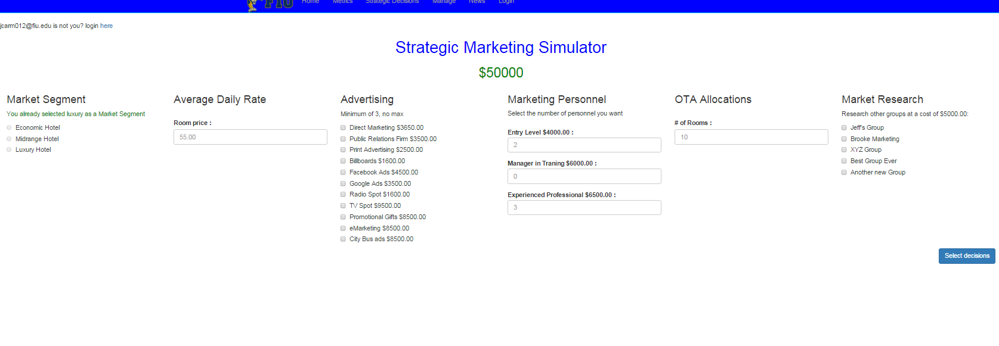 FIU Home Metrics Strategic Decisions Manage News Login
jcarm012@fiu.edu is not you? login here
Strategic Marketing Simulator
$50000
Market Segment
You already selected luxury as a Market Segment
Economic Hotel
Midrange Hotel
Luxury Hotel
Average Daily Rate
Room price :
55.00
Advertising
Minimum of 3, no max
Direct Marketing $3650.00
Public Relations Firm $3500.00
Print Advertising $2500.00
Billboards $1600.00
Facebook Ads $4500.00
Google Ads $3500.00
Radio Spot $1600.00
TV Spot $9500.00
Promotional Gifts $8500.00
eMarketing $8500.00
City Bus ads $8500.00
Marketing Personnel
Select the number of personnel you want
Entry Level $4000.00 :
2
Manager in Traning $6000.00 :
0
Experienced Professional $6500.00 :
3
OTA Allocations
# of Rooms :
10
Market Research
Research other groups at a cost of $5000.00:
Jeff's Group
Brooke Marketing
XYZ Group
Best Group Ever
Another new Group
Select decisions